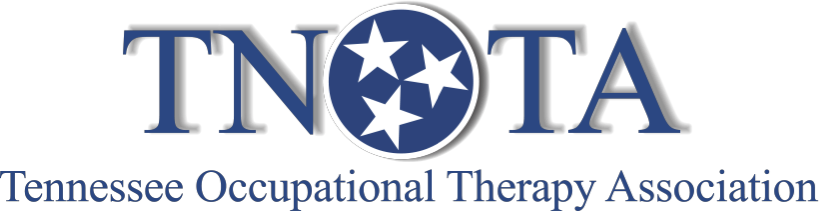 TNOTA
Tennessee Occupational Therapy Association